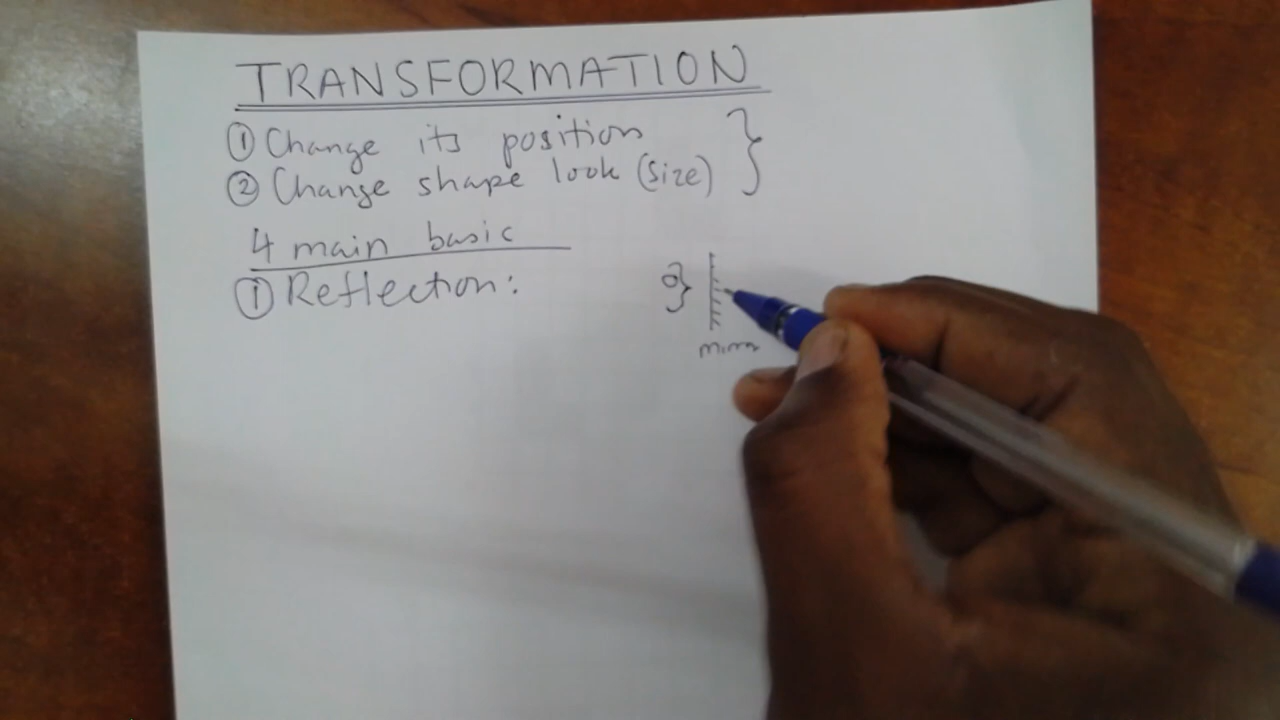 TRANSFORMATION
① Change its position
② Change shape look (size)
4 main basic
① Reflection: